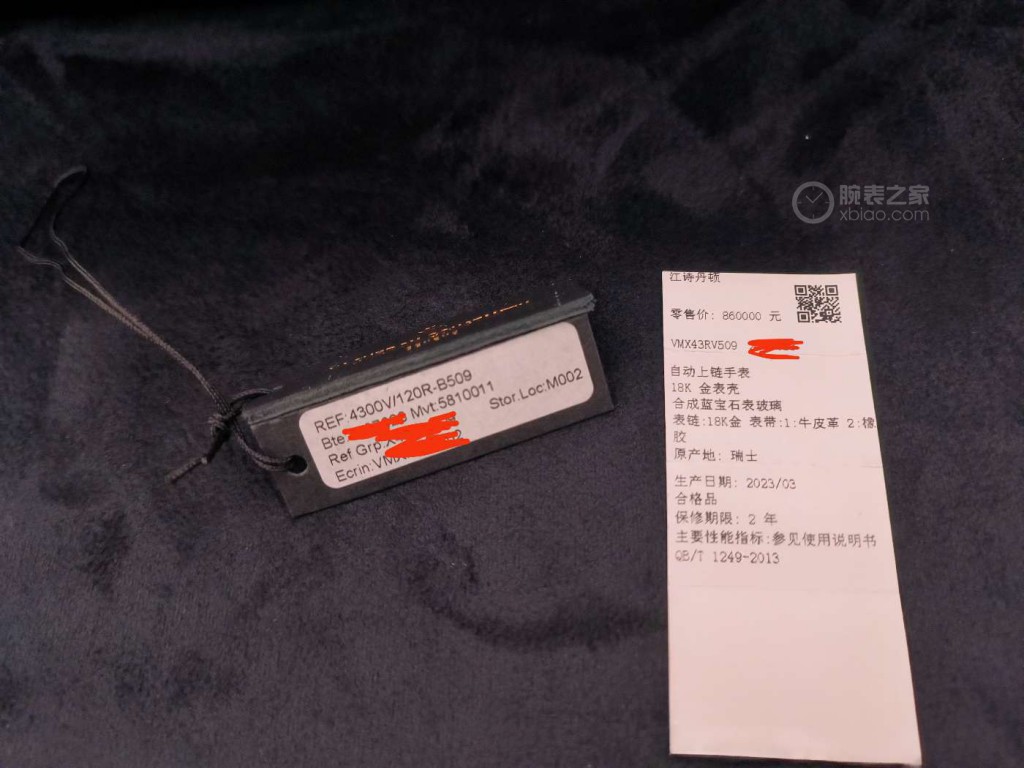 腕表之家
xbiao.com
REF:4300V/120R-B509
Bte Mvt:5810011
Ref Grp: Stor.Loc:M002
Ecrin:
江诗丹顿
零售价: 860000 元
VMX43RV509
自动上链手表
18K 金表壳
合成蓝宝石表玻璃
表链:18K金 表带:1:牛皮革 2:橡
胶
原产地: 瑞士
生产日期: 2023/03
合格品
保修期限: 2 年
主要性能指标:参见使用说明书
QB/T 1249-2013